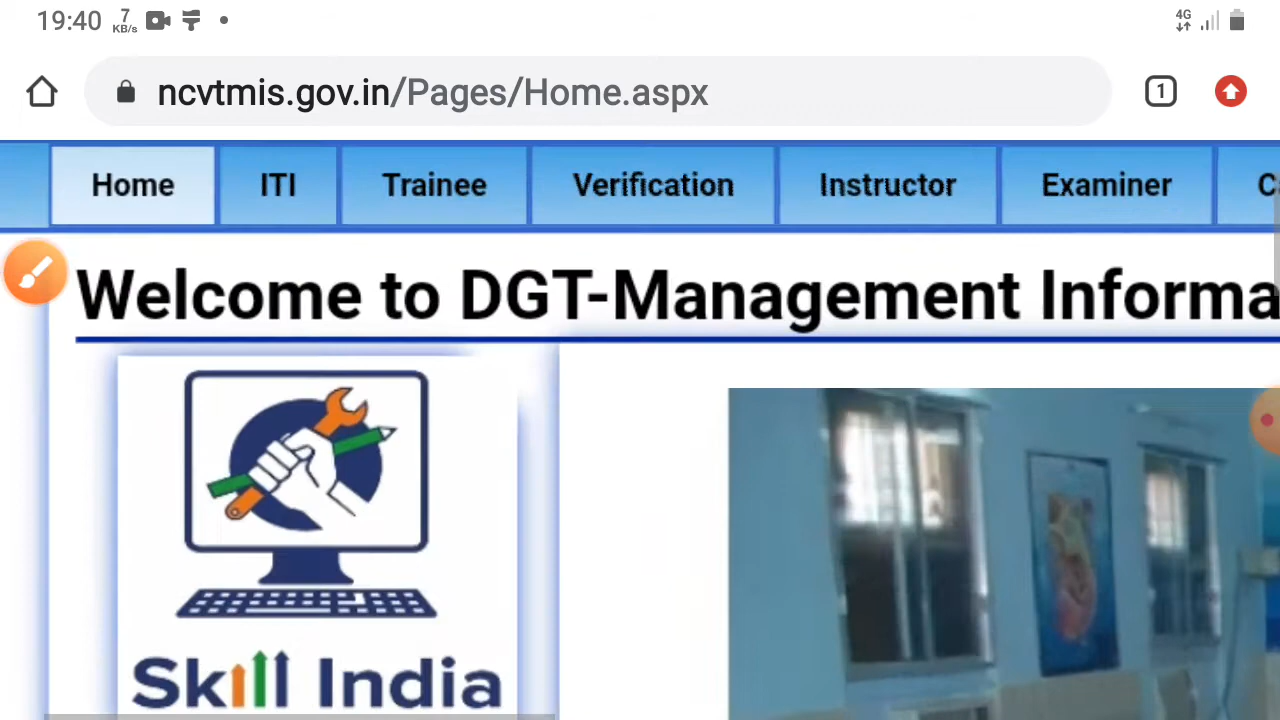 19:40 7 KB/s 4G
ncvtmis.gov.in/Pages/Home.aspx 1
Home ITI Trainee Verification Instructor Examiner
Welcome to DGT-Management Informa
Skill India